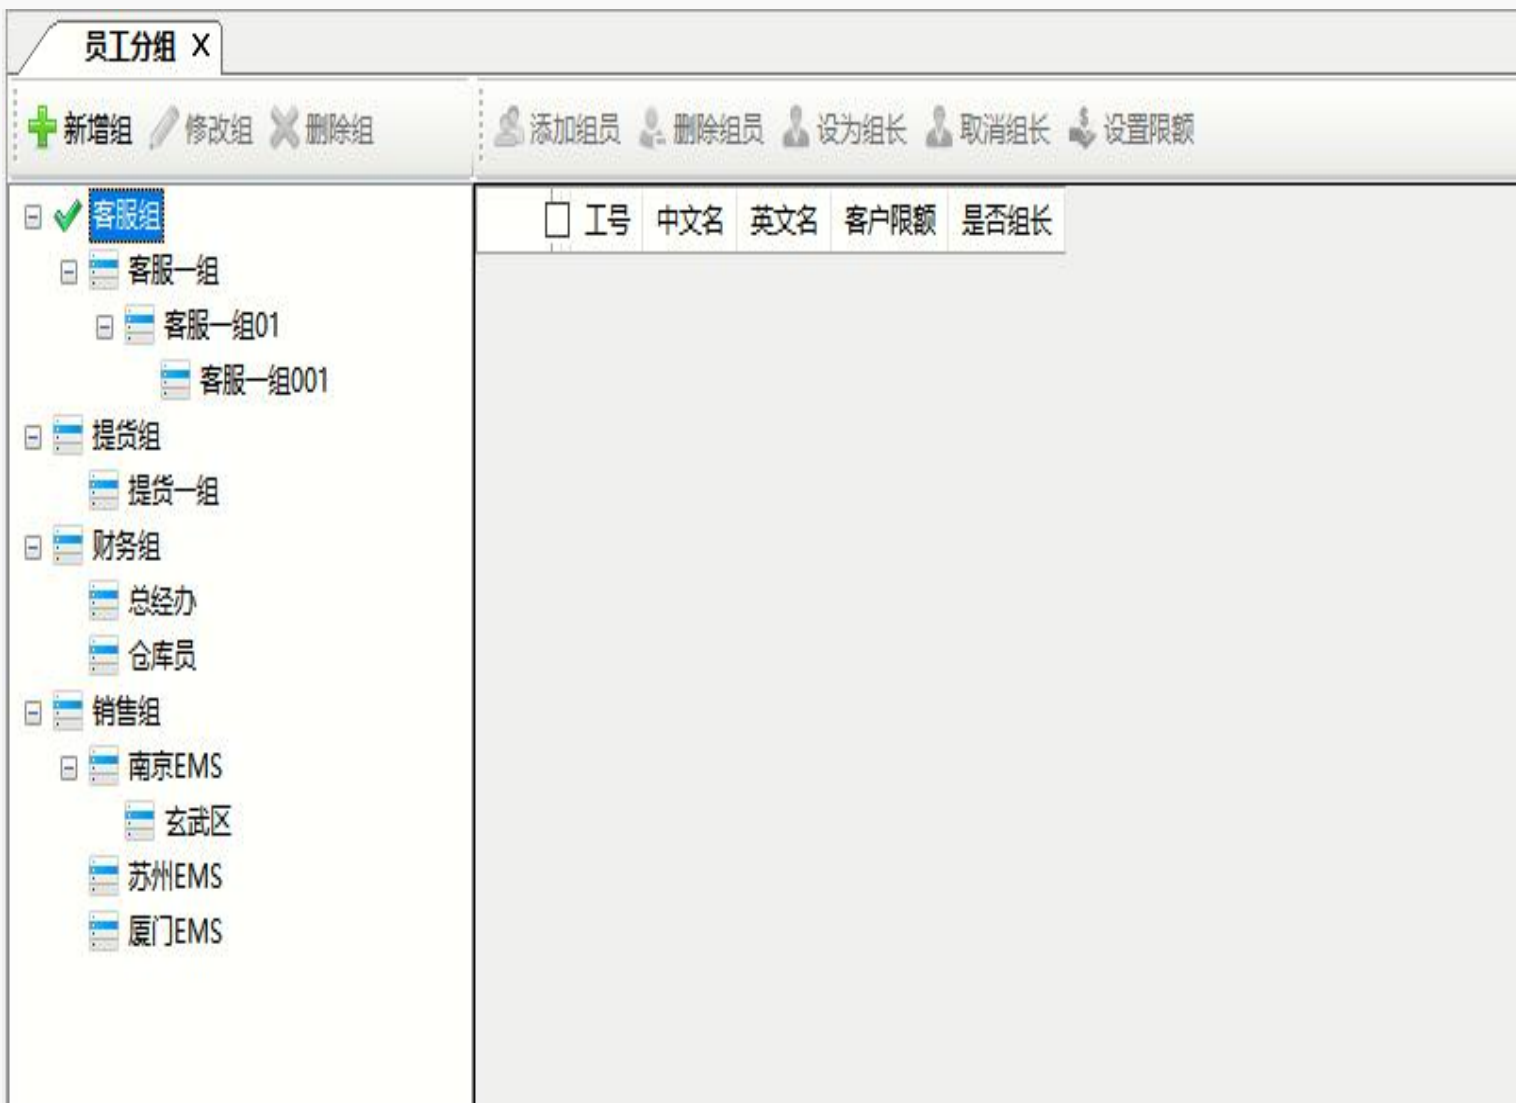 员工分组 X
新增组 修改组 删除组 添加组员 删除组员 设为组长 取消组长 设置限额
客服组
工号 中文名 英文名 客户限额 是否组长
客服一组
客服一组01
客服一组001
提货组
提货一组
财务组
总经办
仓库员
销售组
南京EMS
玄武区
苏州EMS
厦门EMS